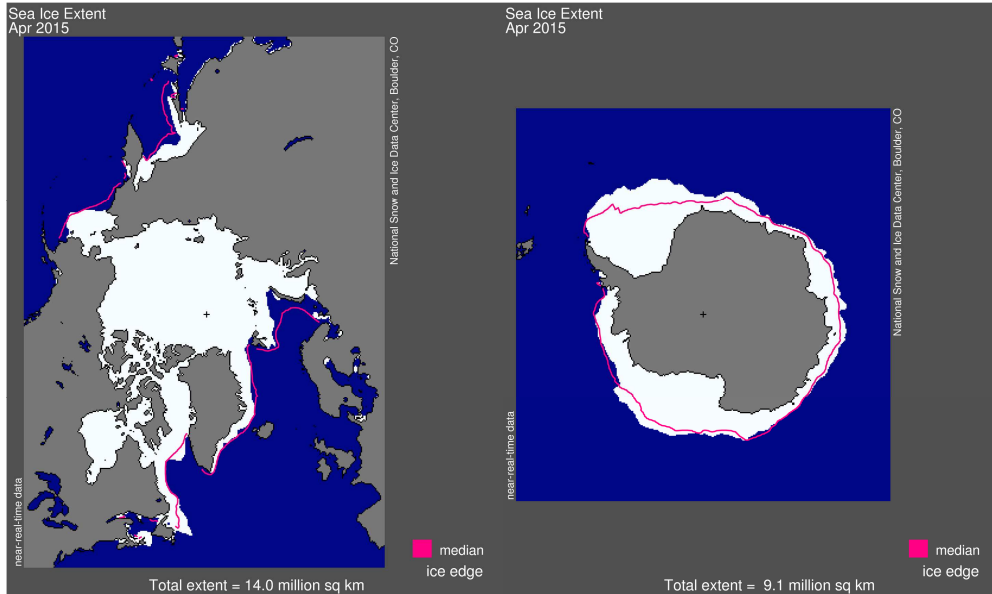 Sea Ice Extent
Apr 2015
National Snow and Ice Data Center, Boulder, CO
near-real-time data
median
ice edge
Total extent = 14.0 million sq km
Sea Ice Extent
Apr 2015
National Snow and Ice Data Center, Boulder, CO
near-real-time data
median
ice edge
Total extent = 9.1 million sq km